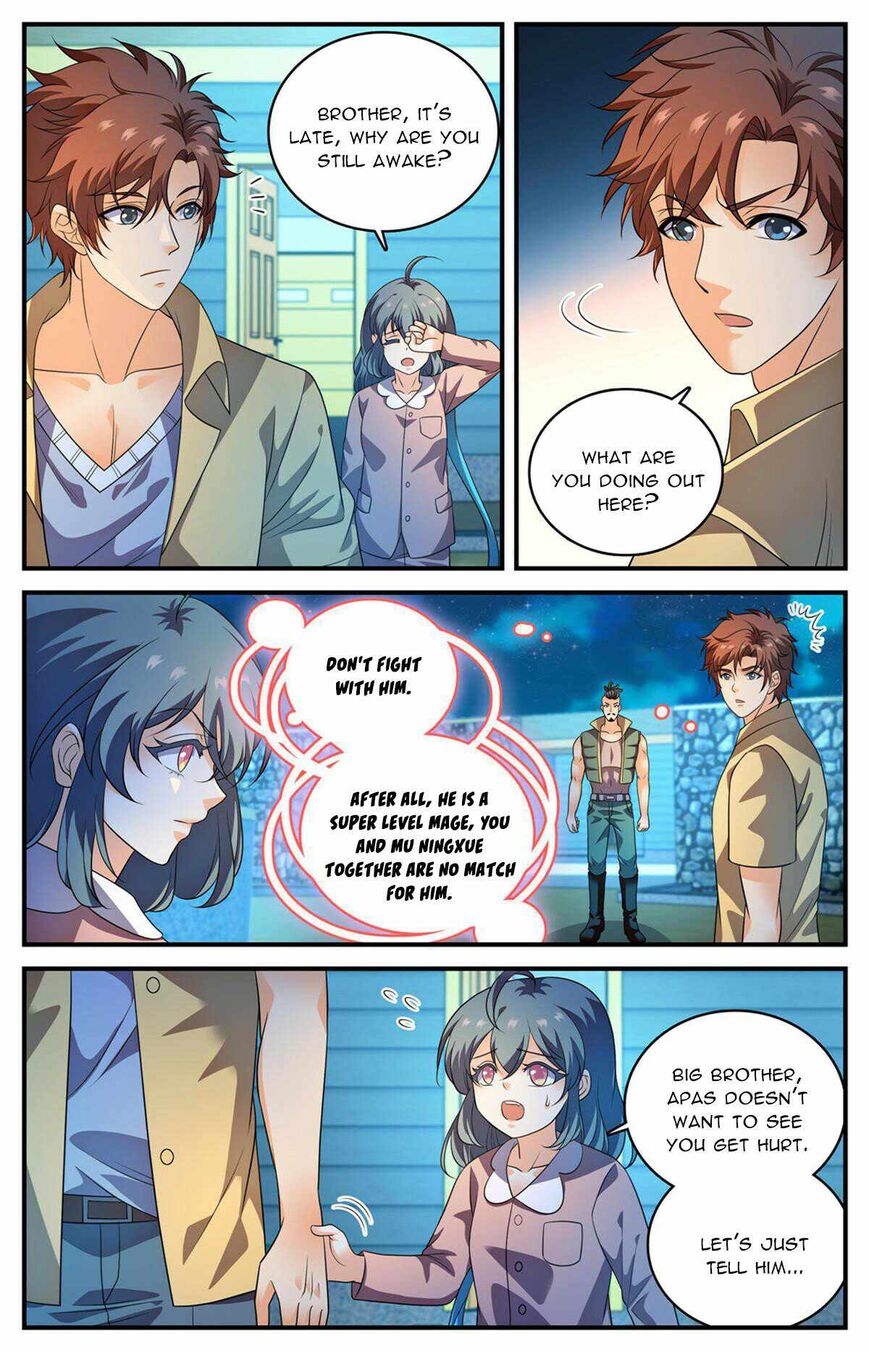 BROTHER, IT'S
LATE, WHY ARE YOU
STILL AWAKE?
WHAT ARE
YOU DOING OUT
HERE?
DON'T FIGHT
WITH HIM.
AFTER ALL, HE IS A
SUPER LEVEL MAGE, YOU
AND MU NINGXUE
TOGETHER ARE NO MATCH
FOR HIM.
BIG BROTHER,
APAS DOESN'T
WANT TO SEE
YOU GET HURT.
LET'S JUST
TELL HIM...